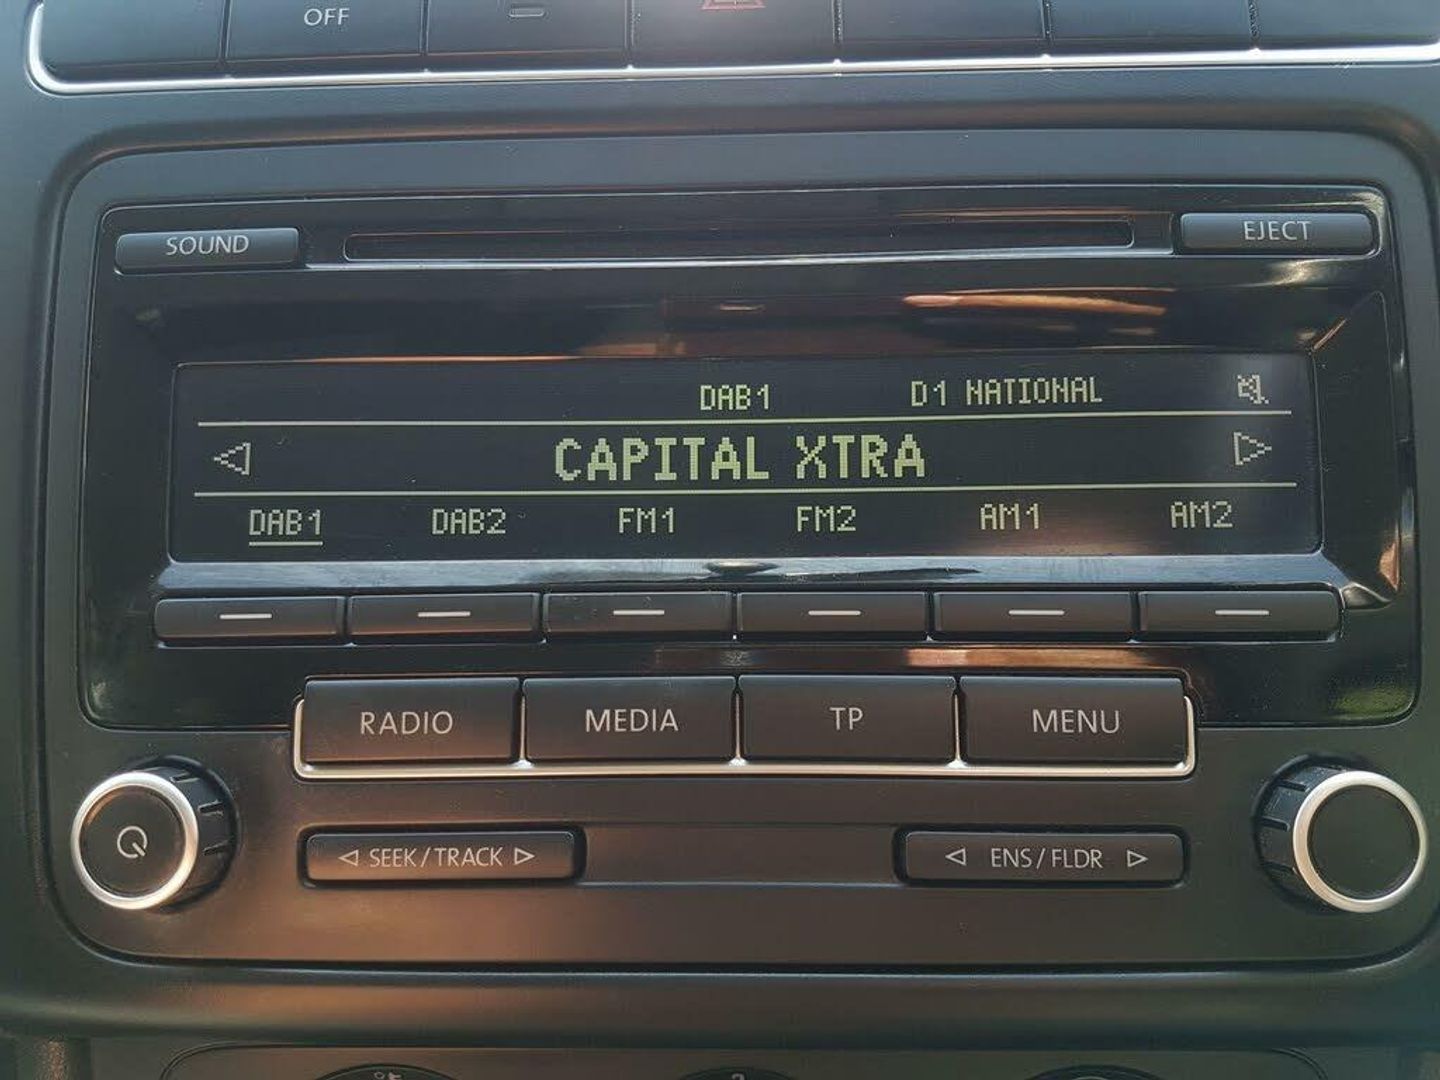 OFF
SOUND
EJECT
DAB1 D1 NATIONAL
CAPITAL XTRA
DAB1 DAB2 FM1 FM2 AM1 AM2
RADIO MEDIA TP MENU
SEEK / TRACK
ENS / FLDR